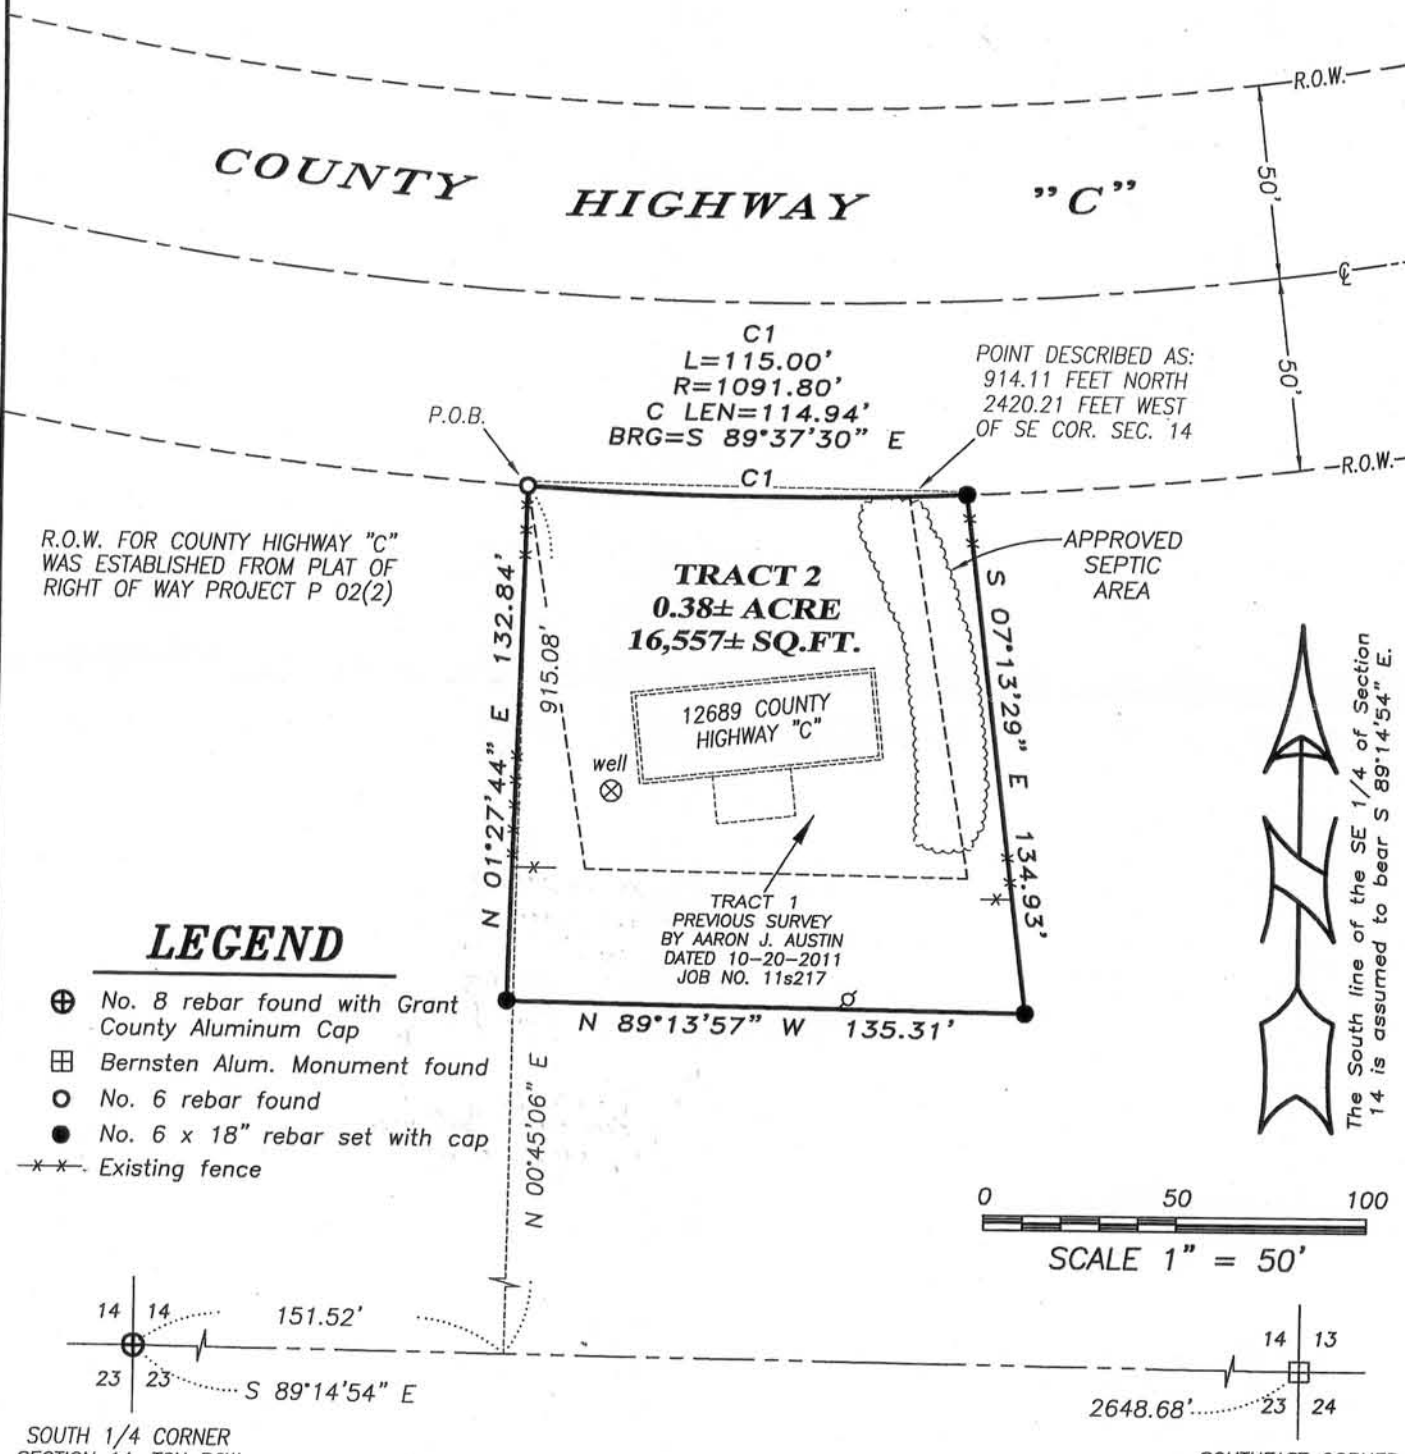 R.O.W.
COUNTY HIGHWAY "C"
50'
℄
50'
R.O.W.
C1
L=115.00'
R=1091.80'
C LEN=114.94'
BRG=S 89°37'30" E
POINT DESCRIBED AS:
914.11 FEET NORTH
2420.21 FEET WEST
OF SE COR. SEC. 14
P.O.B.
C1
R.O.W. FOR COUNTY HIGHWAY "C"
WAS ESTABLISHED FROM PLAT OF
RIGHT OF WAY PROJECT P 02(2)
APPROVED
SEPTIC
AREA
TRACT 2
0.38± ACRE
16,557± SQ.FT.
N 01°27'44" E 132.84'
915.08'
S 07°13'29" E 134.93'
12689 COUNTY
HIGHWAY "C"
well
TRACT 1
PREVIOUS SURVEY
BY AARON J. AUSTIN
DATED 10-20-2011
JOB NO. 11s217
N 89°13'57" W 135.31'
N 00°45'06" E
The South line of the SE 1/4 of Section
14 is assumed to bear S 89°14'54" E.
N
LEGEND
No. 8 rebar found with Grant
County Aluminum Cap
Bernsten Alum. Monument found
No. 6 rebar found
No. 6 x 18" rebar set with cap
Existing fence
0 50 100
SCALE 1" = 50'
14 14
23 23
151.52'
S 89°14'54" E
14 13
23 24
2648.68'
SOUTH 1/4 CORNER